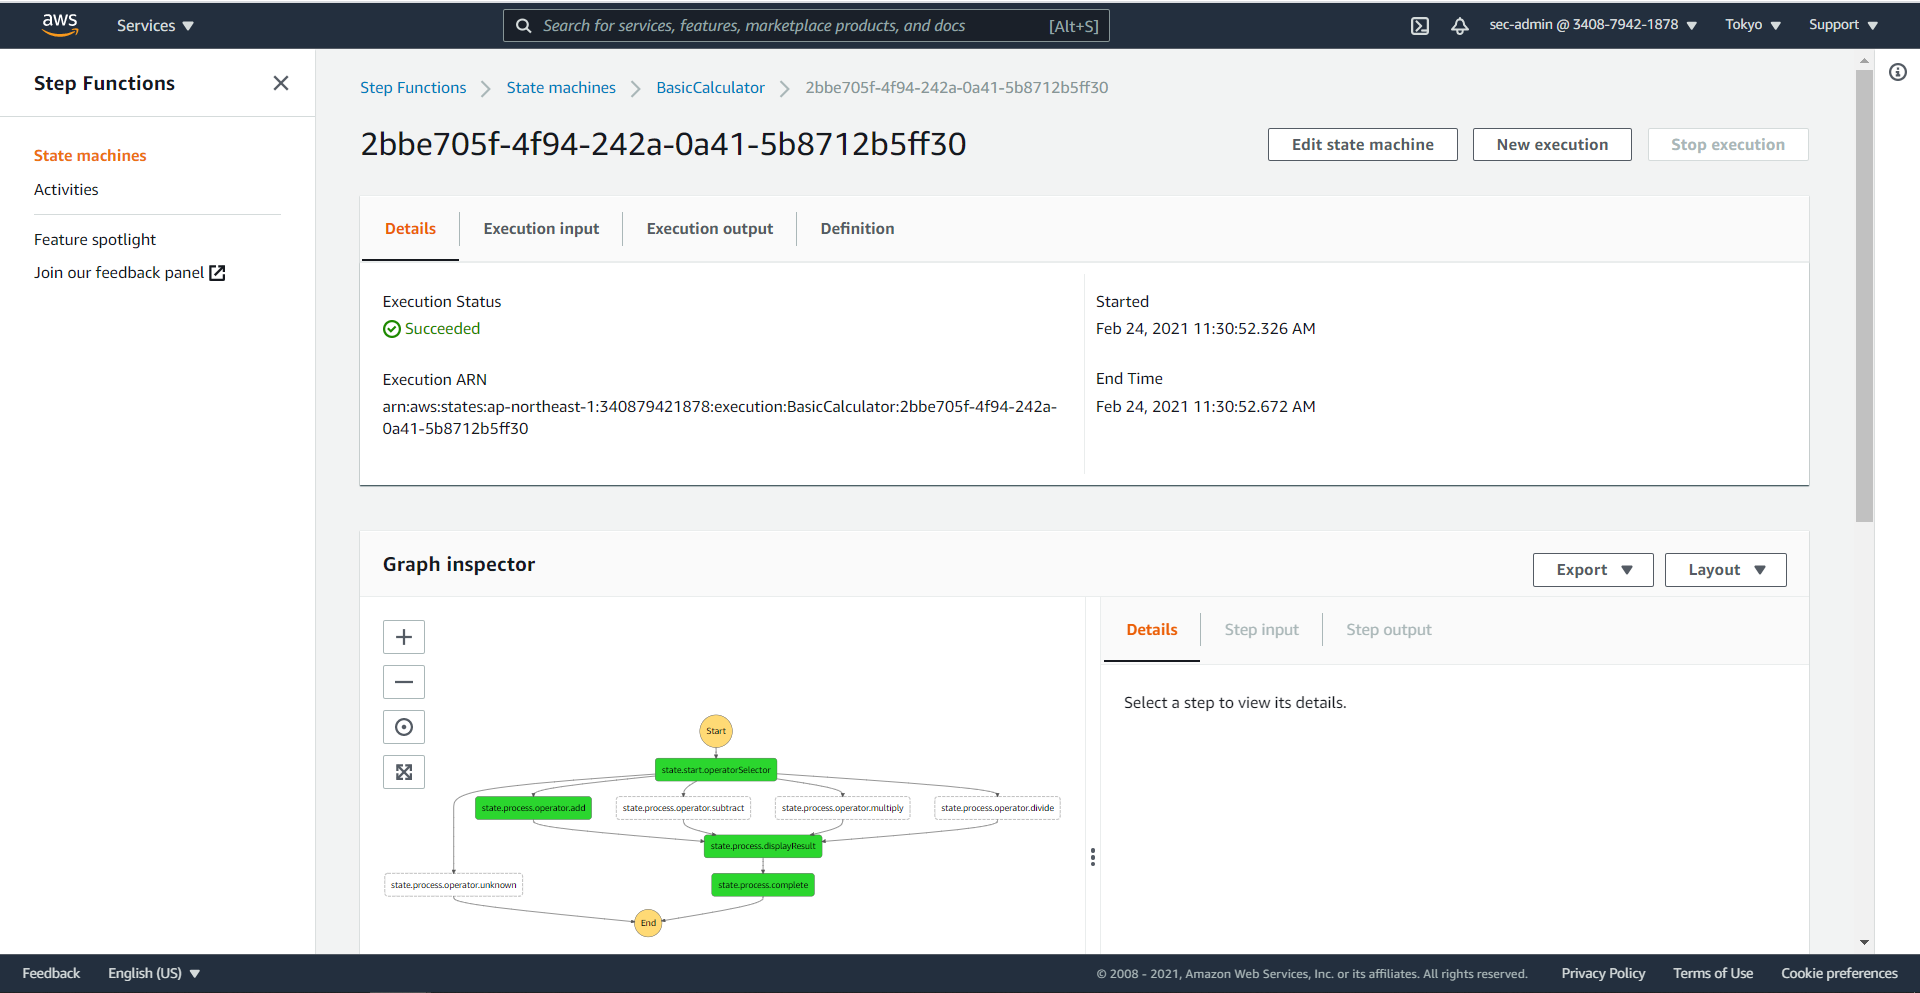 aws
Services
Search for services, features, marketplace products, and docs
[Alt+S]
sec-admin @ 3408-7942-1878
Tokyo
Support
Step Functions
State machines
Activities
Feature spotlight
Join our feedback panel
Step Functions
State machines
BasicCalculator
2bbe705f-4f94-242a-0a41-5b8712b5ff30
2bbe705f-4f94-242a-0a41-5b8712b5ff30
Edit state machine
New execution
Stop execution
Details
Execution input
Execution output
Definition
Execution Status
Succeeded
Execution ARN
arn:aws:states:ap-northeast-1:340879421878:execution:BasicCalculator:2bbe705f-4f94-242a-
0a41-5b8712b5ff30
Started
Feb 24, 2021 11:30:52.326 AM
End Time
Feb 24, 2021 11:30:52.672 AM
Graph inspector
Export
Layout
Start
state.start.operatorSelector
state.process.operator.add
state.process.operator.subtract
state.process.operator.multiply
state.process.operator.divide
state.process.displayResult
state.process.operator.unknown
state.process.complete
End
Details
Step input
Step output
Select a step to view its details.
Feedback
English (US)
© 2008 - 2021, Amazon Web Services, Inc. or its affiliates. All rights reserved.
Privacy Policy
Terms of Use
Cookie preferences